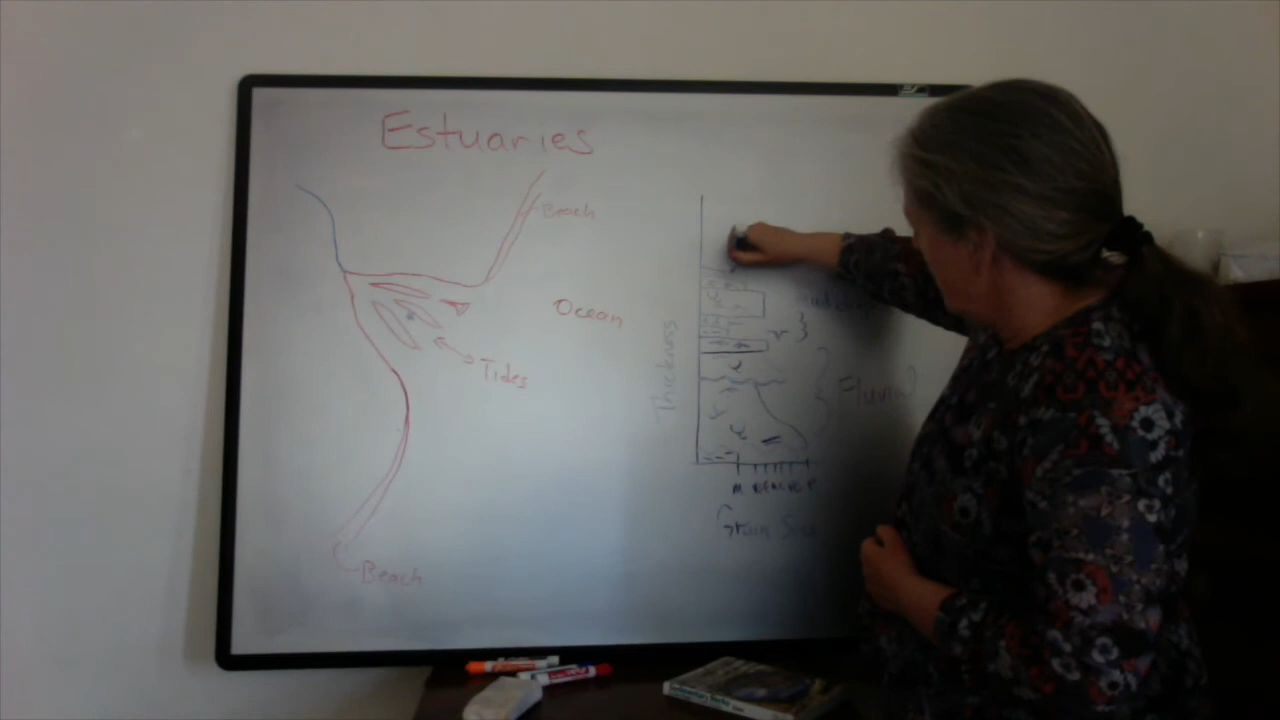 Estuaries
Beach
Ocean
Tides
Beach
Thickness
Fluvial
Grain Size